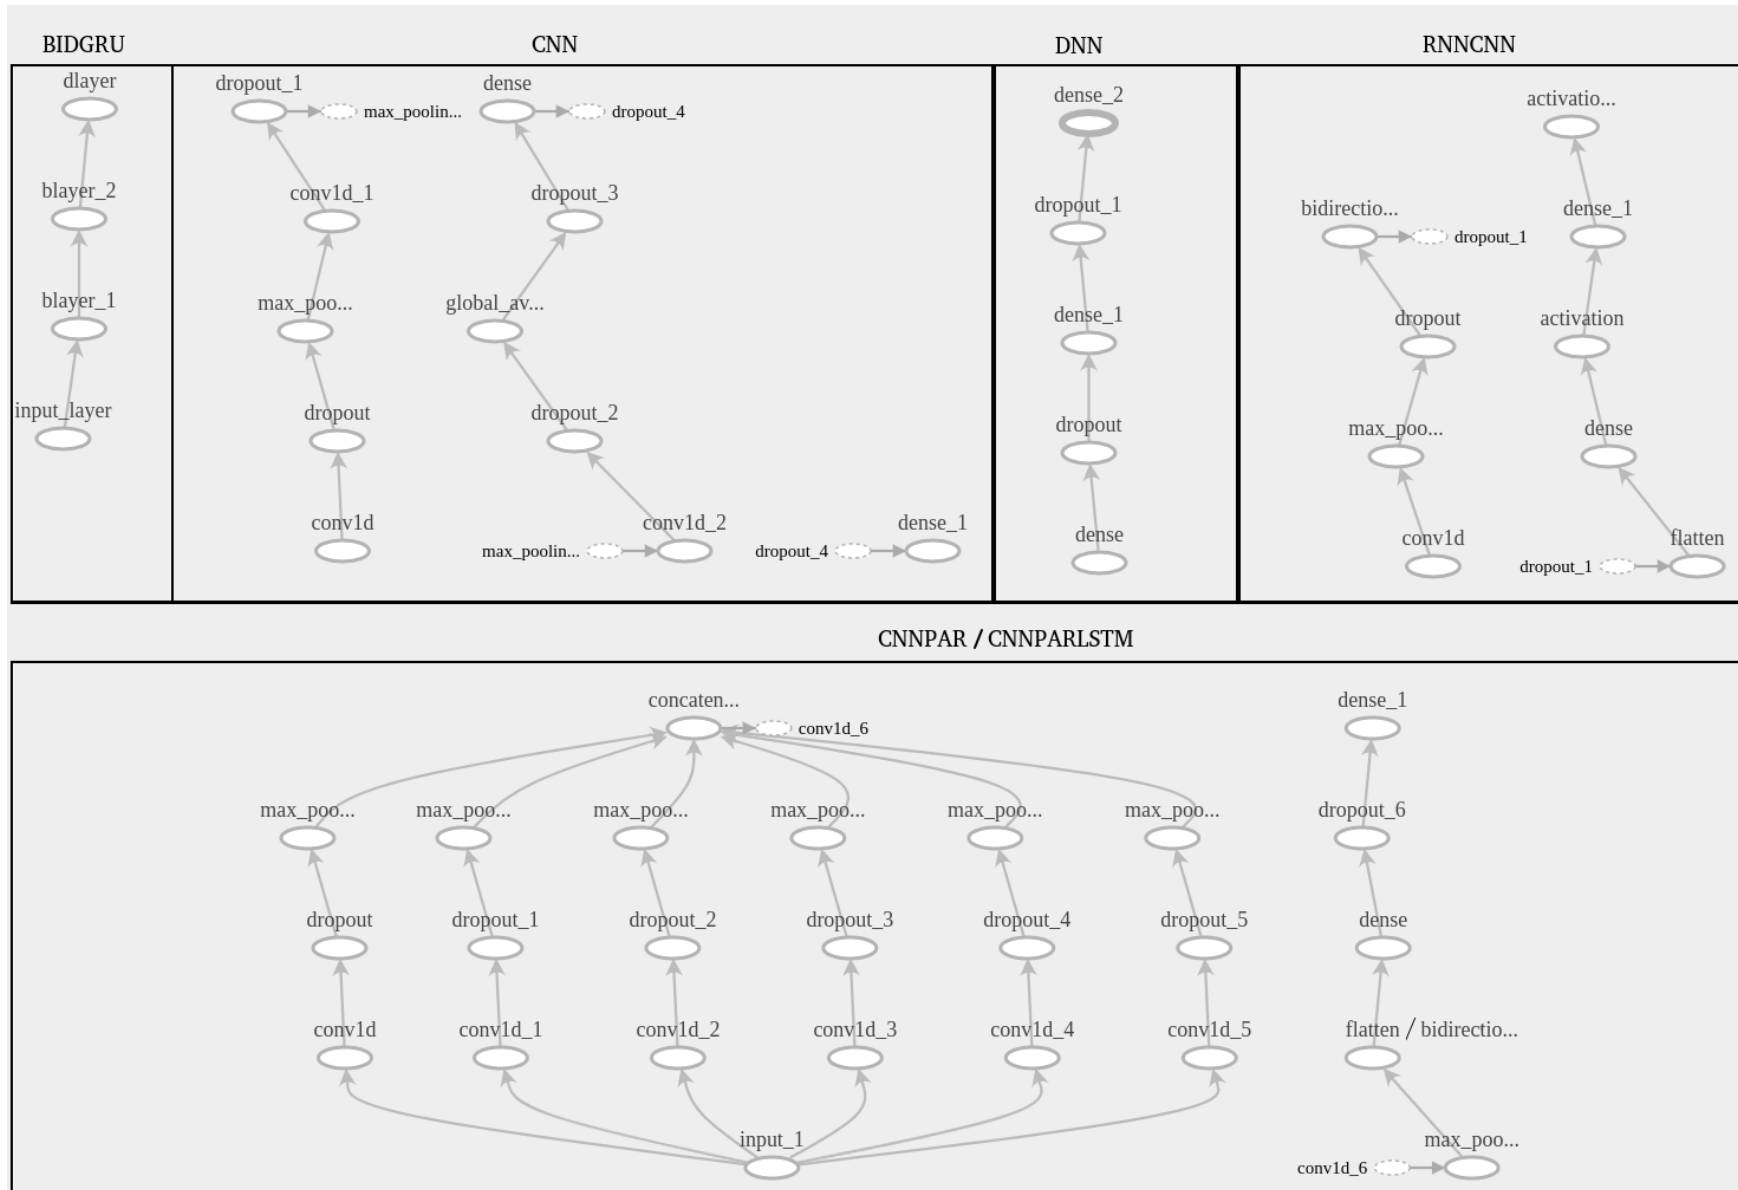 BIDGRU
CNN
DNN
RNNCNN
dlayer
blayer_2
blayer_1
input_layer
dropout_1
max_poolin...
conv1d_1
max_poo...
dropout
conv1d
dense
dropout_4
dropout_3
global_av...
dropout_2
conv1d_2
max_poolin...
dense_1
dropout_4
dense_2
dropout_1
dense_1
dropout
dense
bidirectio...
dropout_1
dropout
max_poo...
conv1d
activatio...
dense_1
activation
dense
flatten
dropout_1
CNNPAR / CNNPARLSTM
concaten...
conv1d_6
max_poo...
max_poo...
max_poo...
max_poo...
max_poo...
max_poo...
dropout
dropout_1
dropout_2
dropout_3
dropout_4
dropout_5
conv1d
conv1d_1
conv1d_2
conv1d_3
conv1d_4
conv1d_5
input_1
dense_1
dropout_6
dense
flatten / bidirectio...
max_poo...
conv1d_6